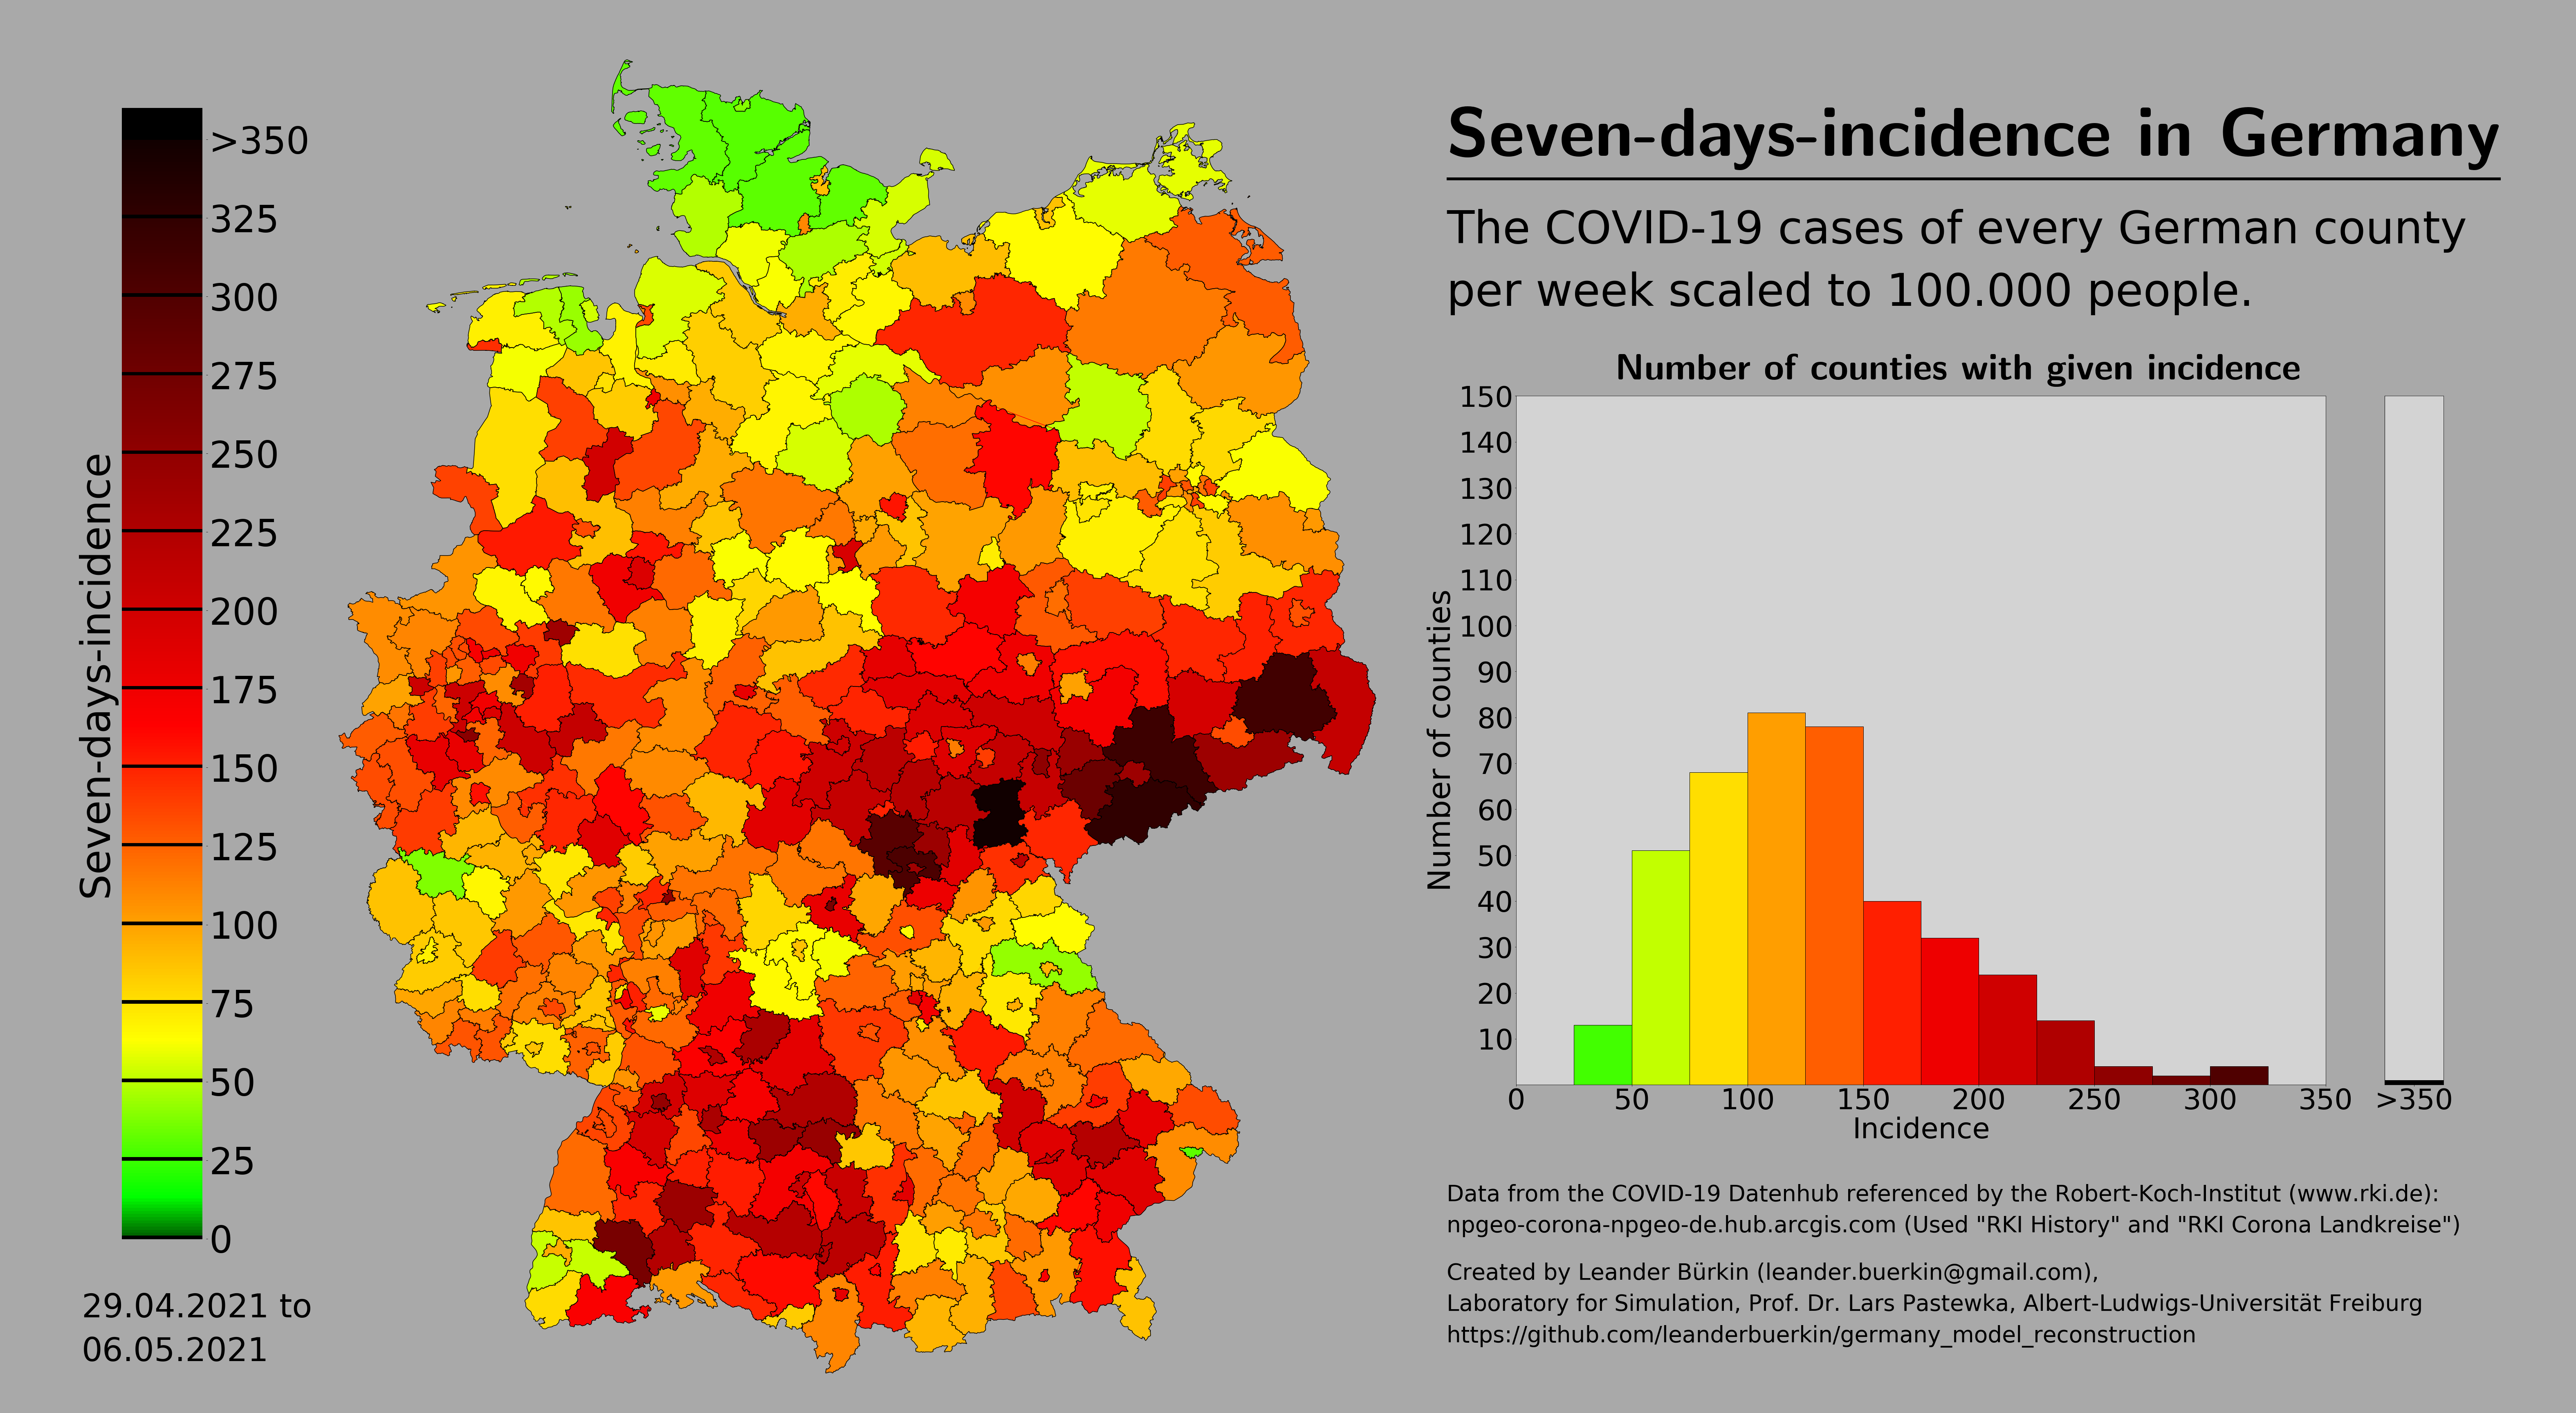 Seven-days-incidence in Germany
The COVID-19 cases of every German county
per week scaled to 100.000 people.
Seven-days-incidence
>350
325
300
275
250
225
200
175
150
125
100
75
50
25
0
29.04.2021 to
06.05.2021
Number of counties with given incidence
Number of counties
150
140
130
120
110
100
90
80
70
60
50
40
30
20
10
0 50 100 150 200 250 300 350 >350
Incidence
Data from the COVID-19 Datenhub referenced by the Robert-Koch-Institut (www.rki.de):
npgeo-corona-npgeo-de.hub.arcgis.com (Used "RKI History" and "RKI Corona Landkreise")
Created by Leander Bürkin (leander.buerkin@gmail.com),
Laboratory for Simulation, Prof. Dr. Lars Pastewka, Albert-Ludwigs-Universität Freiburg
https://github.com/leanderbuerkin/germany_model_reconstruction